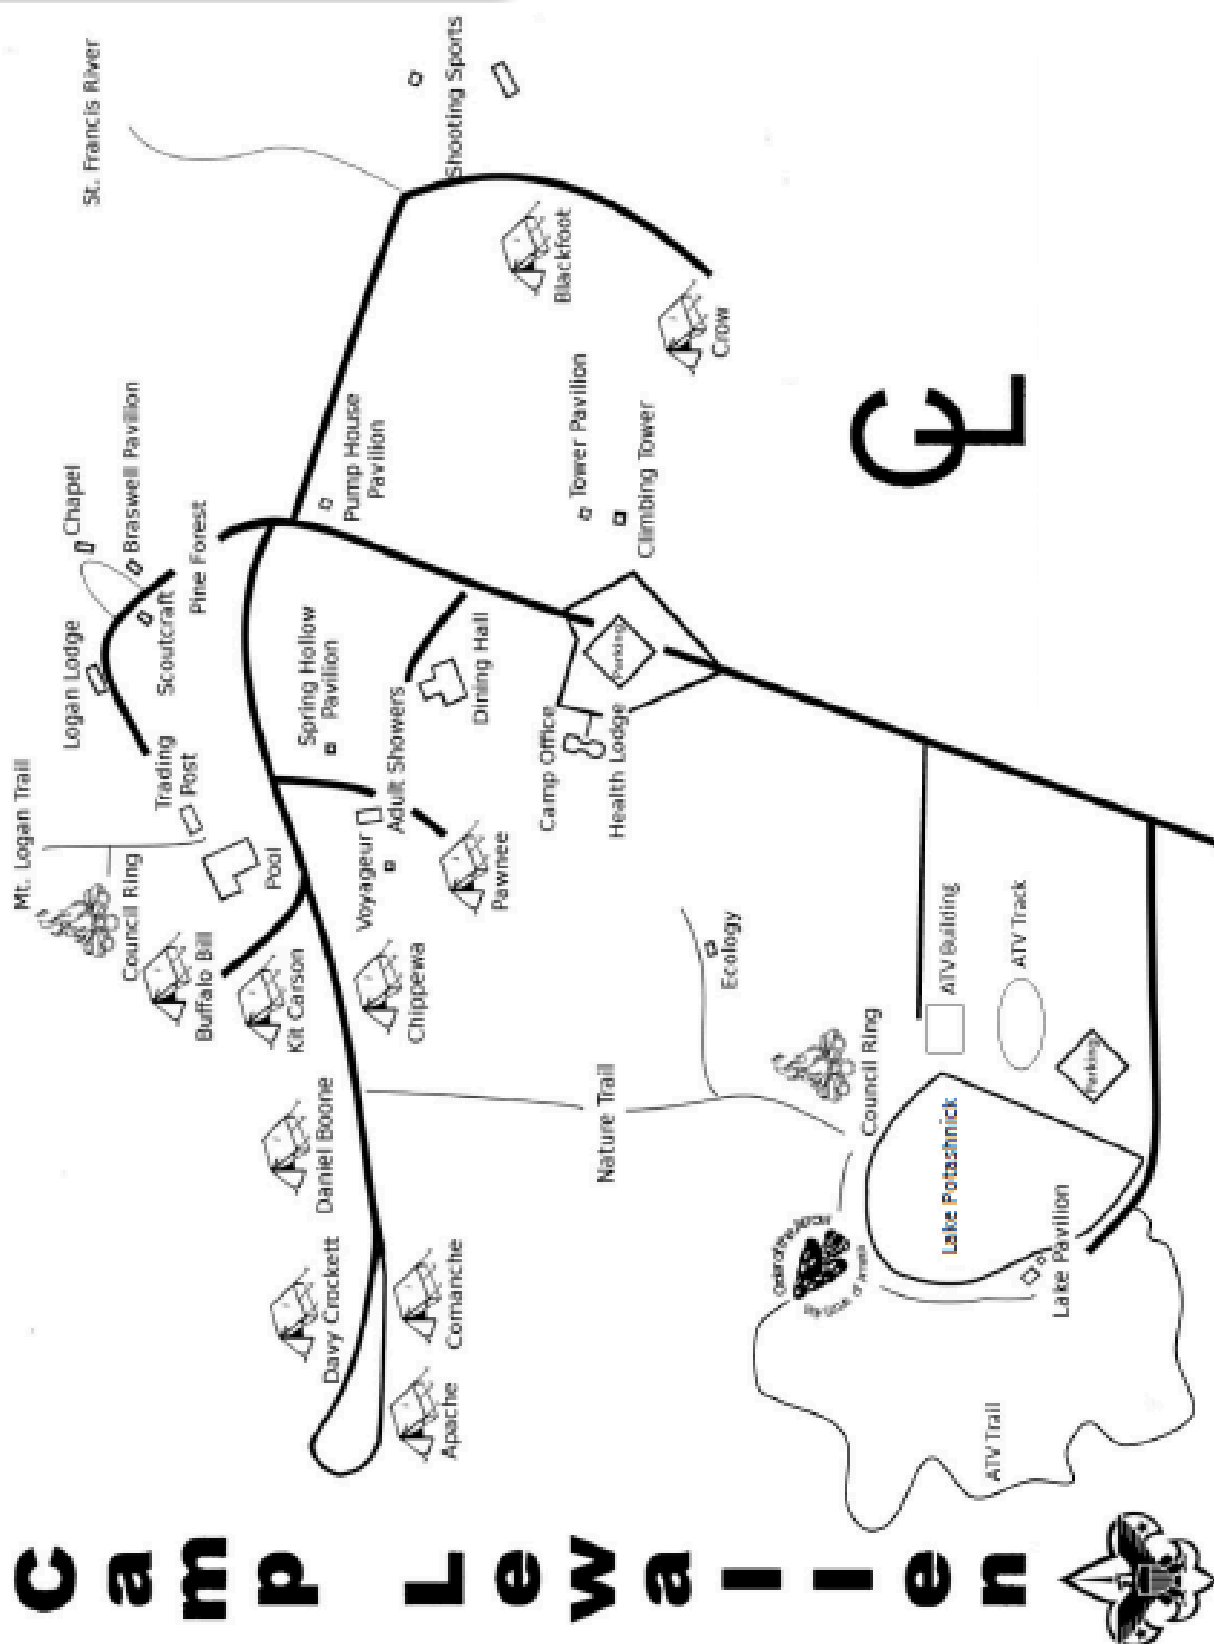 Camp Lewallen
Mt. Logan Trail
Logan Lodge
Chapel
St. Francis River
Council Ring
Braswell Pavilion
Trading
Post
Scoutcraft
Buffalo Bill
Pine Forest
Pool
Kit Carson
Spring Hollow
Pavilion
Daniel Boone
Davy Crockett
Pump House
Pavilion
Voyageur
Adult Showers
Chippewa
Apache
Comanche
Shooting Sports
Dining Hall
Pawnee
Camp Office
Blackfoot
Tower Pavilion
Nature Trail
Health Lodge
Parking
Climbing Tower
Crow
Ecology
Council Ring
Lake Potashnick
ATV Building
ATV Trail
ATV Track
Lake Pavilion
Parking
CL